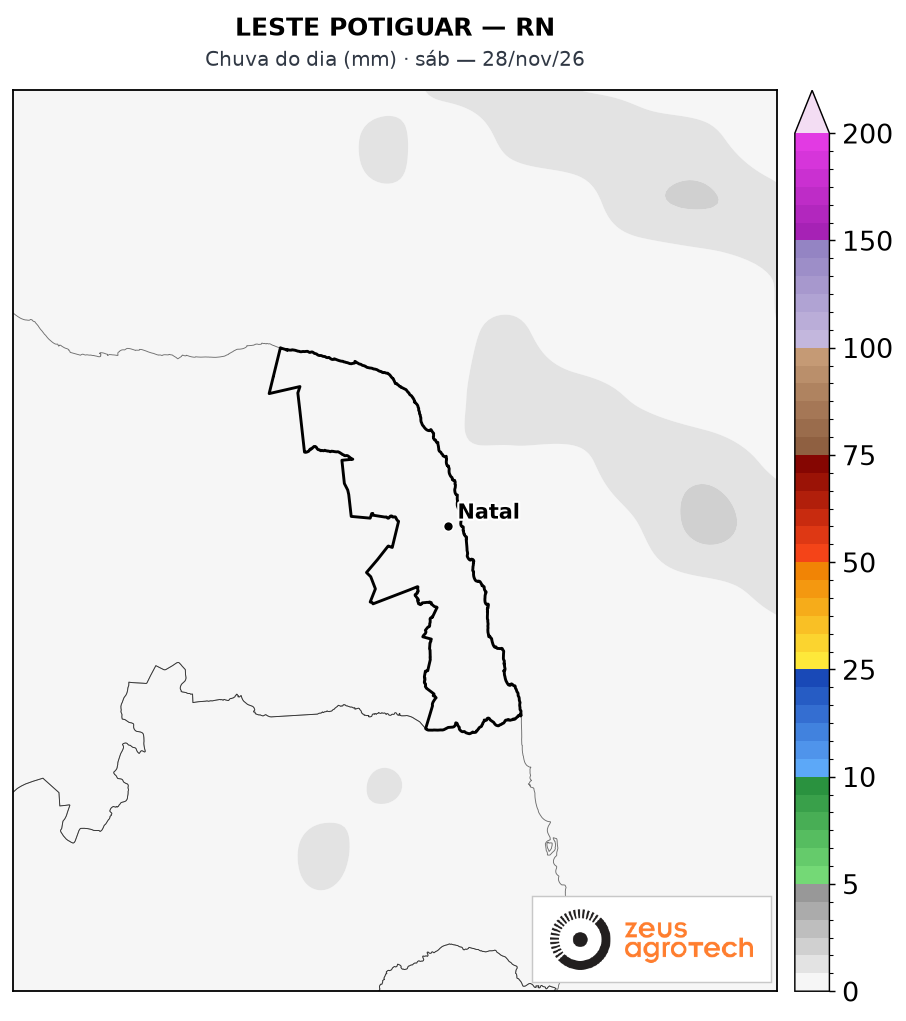 LESTE POTIGUAR — RN
Chuva do dia (mm) · sáb — 28/nov/26
200
150
100
75
50
25
10
5
0
Natal
zeus
agrotech